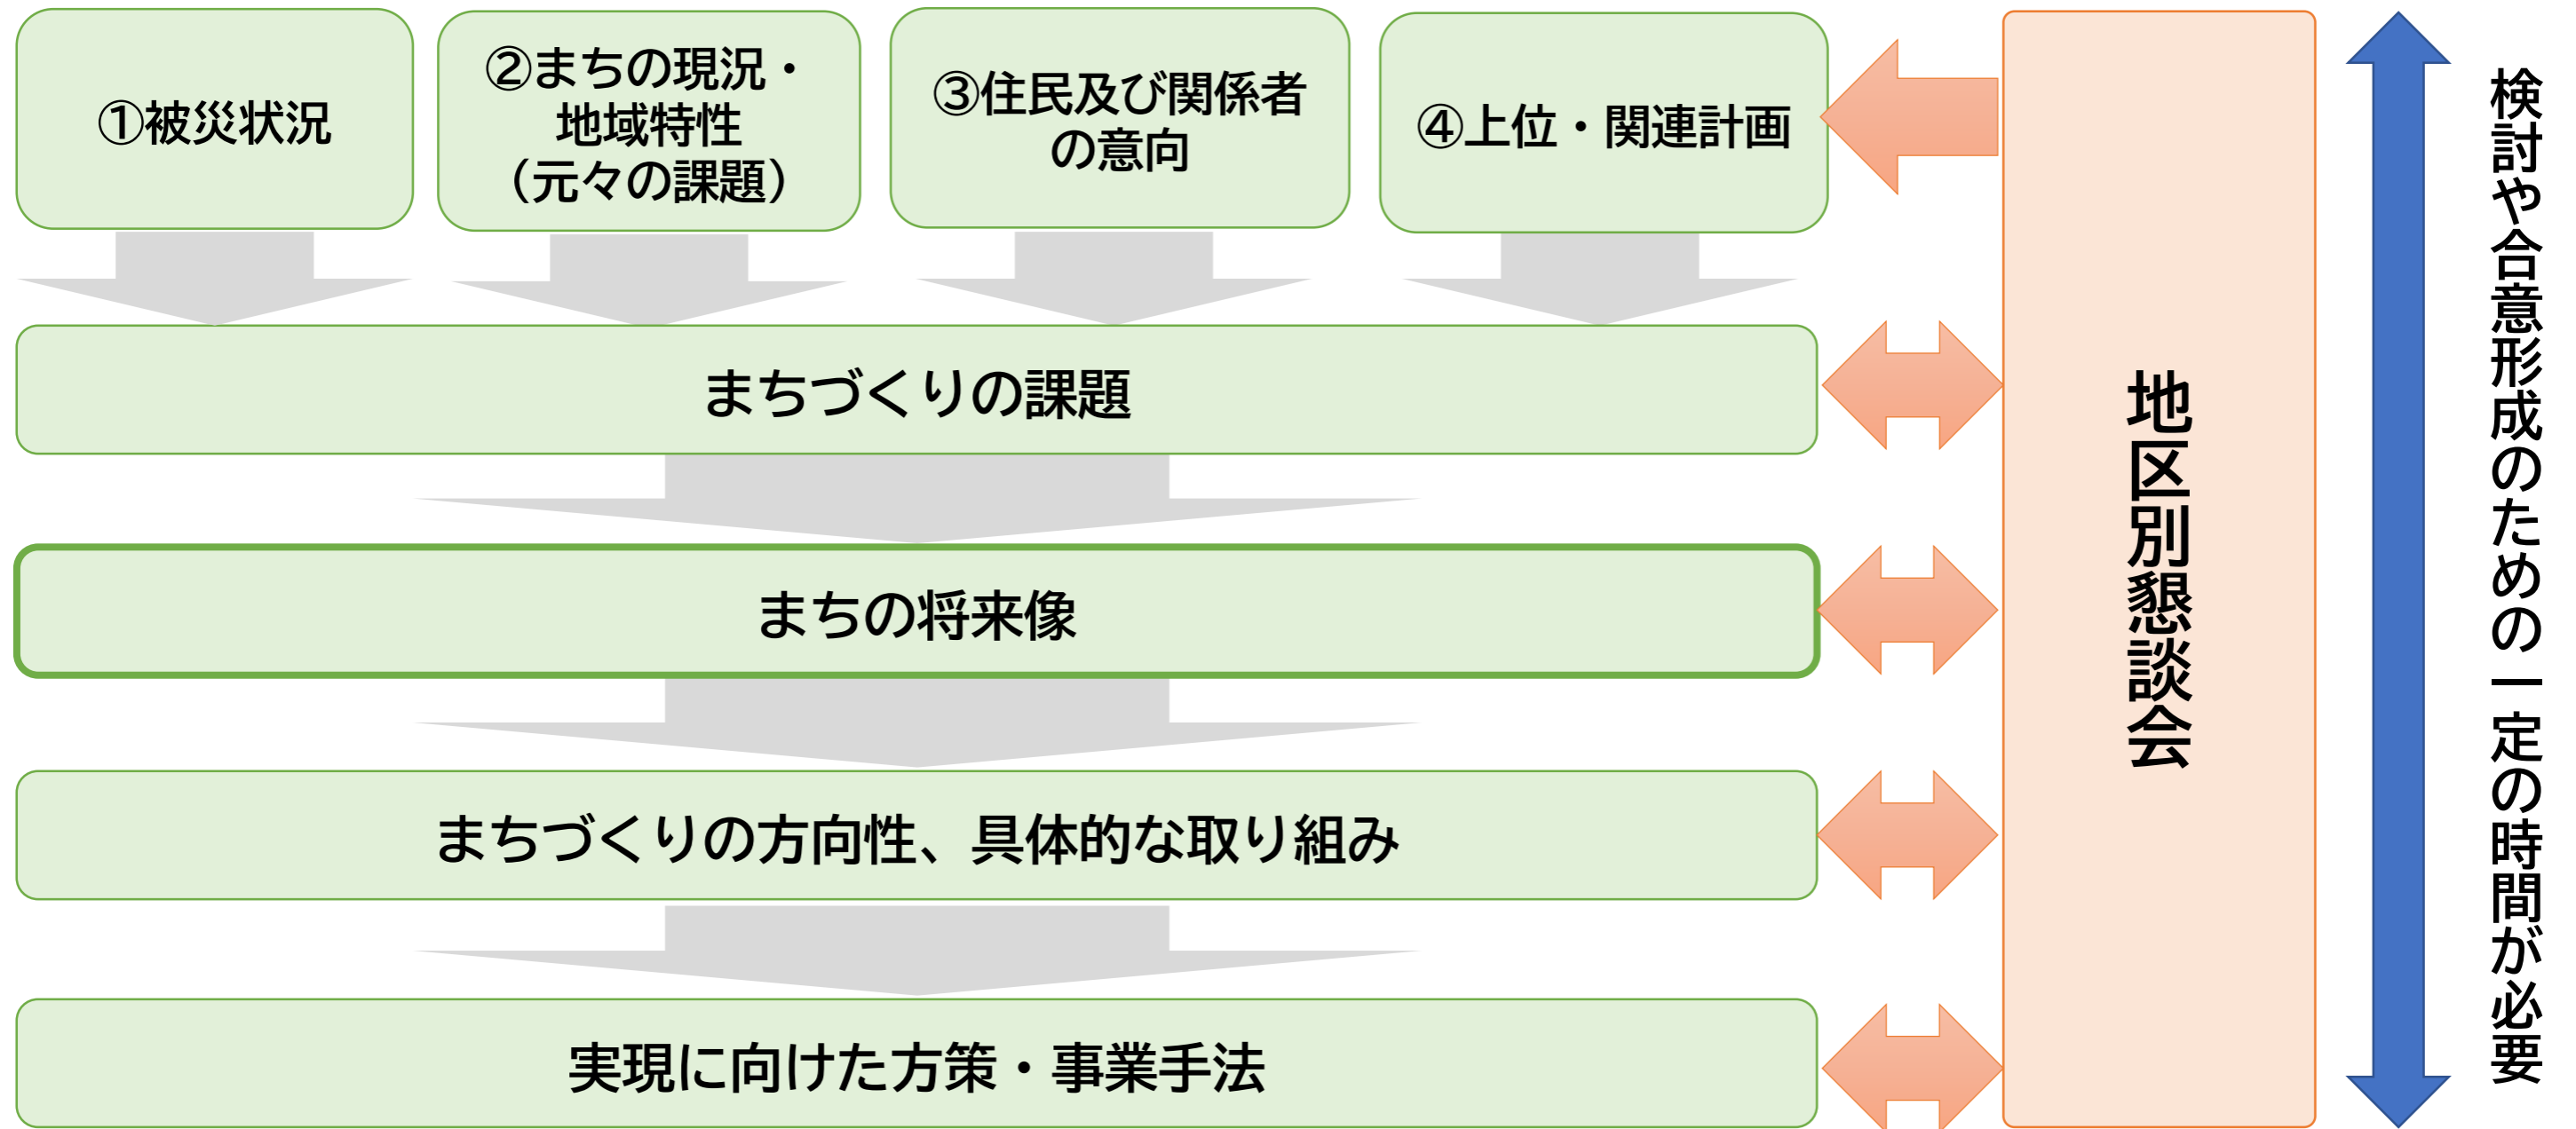 ①被災状況
②まちの現況・
地域特性
（元々の課題）
③住民及び関係者
の意向
④上位・関連計画
まちづくりの課題
まちの将来像
まちづくりの方向性、具体的な取り組み
実現に向けた方策・事業手法
地区別懇談会
検討や合意形成のための一定の時間が必要